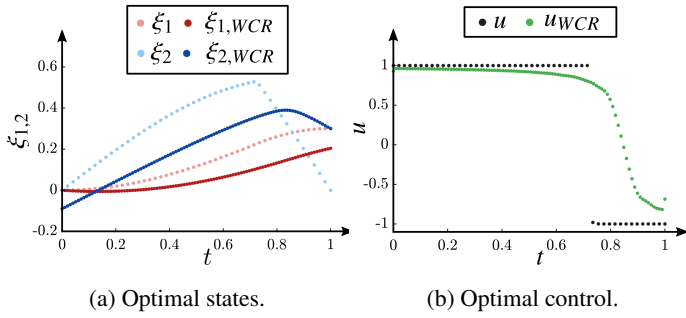 ξ₁ ξ₁,WCR
ξ₂ ξ₂,WCR
0.6
0.4
0.2
0
-0.2
ξ₁,₂
0 0.2 0.4 0.6 0.8 1
t
(a) Optimal states.
u u_WCR
1
0.5
0
-0.5
-1
u
0 0.2 0.4 0.6 0.8 1
t
(b) Optimal control.